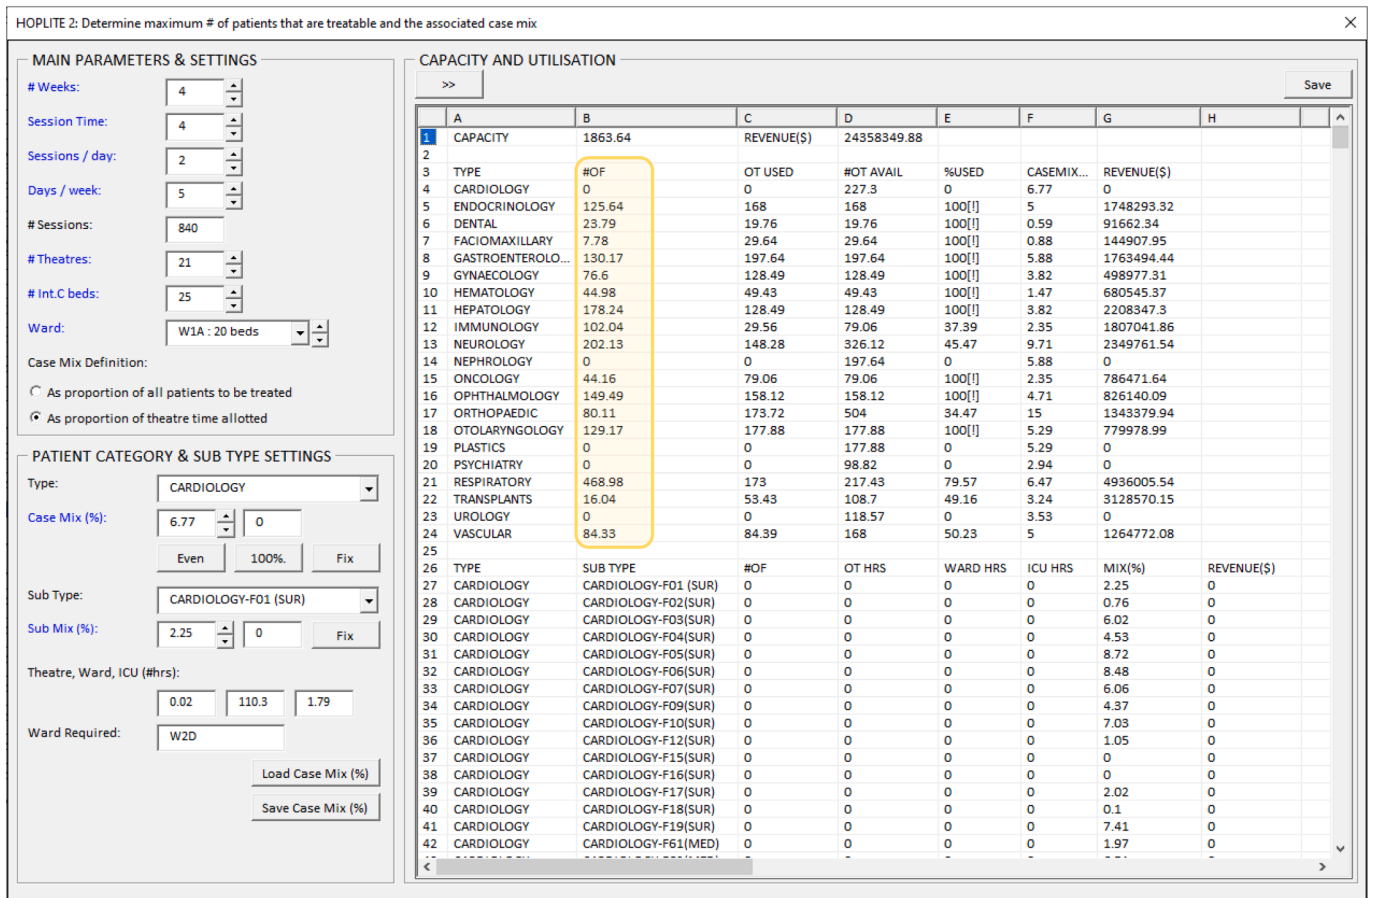 HOPLITE 2: Determine maximum # of patients that are treatable and the associated case mix
MAIN PARAMETERS & SETTINGS
# Weeks: 4
Session Time: 4
Sessions / day: 2
Days / week: 5
# Sessions: 840
# Theatres: 21
# Int.C beds: 25
Ward: W1A : 20 beds
Case Mix Definition:
As proportion of all patients to be treated
As proportion of theatre time allotted
PATIENT CATEGORY & SUB TYPE SETTINGS
Type: CARDIOLOGY
Case Mix (%): 6.77 0
Even 100%. Fix
Sub Type: CARDIOLOGY-F01 (SUR)
Sub Mix (%): 2.25 0 Fix
Theatre, Ward, ICU (#hrs):
0.02 110.3 1.79
Ward Required: W2D
Load Case Mix (%)
Save Case Mix (%)
CAPACITY AND UTILISATION
>> Save
A B C D E F G H
1 CAPACITY 1863.64 REVENUE($) 24358349.88
2
3 TYPE #OF OT USED #OT AVAIL %USED CASEMIX... REVENUE($)
4 CARDIOLOGY 0 0 227.3 0 6.77 0
5 ENDOCRINOLOGY 125.64 168 168 100[!] 5 1748293.32
6 DENTAL 23.79 19.76 19.76 100[!] 0.59 91662.34
7 FACIOMAXILLARY 7.78 29.64 29.64 100[!] 0.88 144907.95
8 GASTROENTEROLO... 130.17 197.64 197.64 100[!] 5.88 1763494.44
9 GYNAECOLOGY 76.6 128.49 128.49 100[!] 3.82 498977.31
10 HEMATOLOGY 44.98 49.43 49.43 100[!] 1.47 680545.37
11 HEPATOLOGY 178.24 128.49 128.49 100[!] 3.82 2208347.3
12 IMMUNOLOGY 102.04 29.56 79.06 37.39 2.35 1807041.86
13 NEUROLOGY 202.13 148.28 326.12 45.47 9.71 2349761.54
14 NEPHROLOGY 0 0 197.64 0 5.88 0
15 ONCOLOGY 44.16 79.06 79.06 100[!] 2.35 786471.64
16 OPHTHALMOLOGY 149.49 158.12 158.12 100[!] 4.71 826140.09
17 ORTHOPAEDIC 80.11 173.72 504 34.47 15 1343379.94
18 OTOLARYNGOLOGY 129.17 177.88 177.88 100[!] 5.29 779978.99
19 PLASTICS 0 0 177.88 0 5.29 0
20 PSYCHIATRY 0 0 98.82 0 2.94 0
21 RESPIRATORY 468.98 173 217.43 79.57 6.47 4936005.54
22 TRANSPLANTS 16.04 53.43 108.7 49.16 3.24 3128570.15
23 UROLOGY 0 0 118.57 0 3.53 0
24 VASCULAR 84.33 84.39 168 50.23 5 1264772.08
25
26 TYPE SUB TYPE #OF OT HRS WARD HRS ICU HRS MIX(%) REVENUE($)
27 CARDIOLOGY CARDIOLOGY-F01 (SUR) 0 0 0 0 2.25 0
28 CARDIOLOGY CARDIOLOGY-F02(SUR) 0 0 0 0 0.76 0
29 CARDIOLOGY CARDIOLOGY-F03(SUR) 0 0 0 0 6.02 0
30 CARDIOLOGY CARDIOLOGY-F04(SUR) 0 0 0 0 4.53 0
31 CARDIOLOGY CARDIOLOGY-F05(SUR) 0 0 0 0 8.72 0
32 CARDIOLOGY CARDIOLOGY-F06(SUR) 0 0 0 0 8.48 0
33 CARDIOLOGY CARDIOLOGY-F07(SUR) 0 0 0 0 6.06 0
34 CARDIOLOGY CARDIOLOGY-F09(SUR) 0 0 0 0 4.37 0
35 CARDIOLOGY CARDIOLOGY-F10(SUR) 0 0 0 0 7.03 0
36 CARDIOLOGY CARDIOLOGY-F12(SUR) 0 0 0 0 1.05 0
37 CARDIOLOGY CARDIOLOGY-F15(SUR) 0 0 0 0 0 0
38 CARDIOLOGY CARDIOLOGY-F16(SUR) 0 0 0 0 0 0
39 CARDIOLOGY CARDIOLOGY-F17(SUR) 0 0 0 0 2.02 0
40 CARDIOLOGY CARDIOLOGY-F18(SUR) 0 0 0 0 0.1 0
41 CARDIOLOGY CARDIOLOGY-F19(SUR) 0 0 0 0 7.41 0
42 CARDIOLOGY CARDIOLOGY-F61(MED) 0 0 0 0 1.97 0